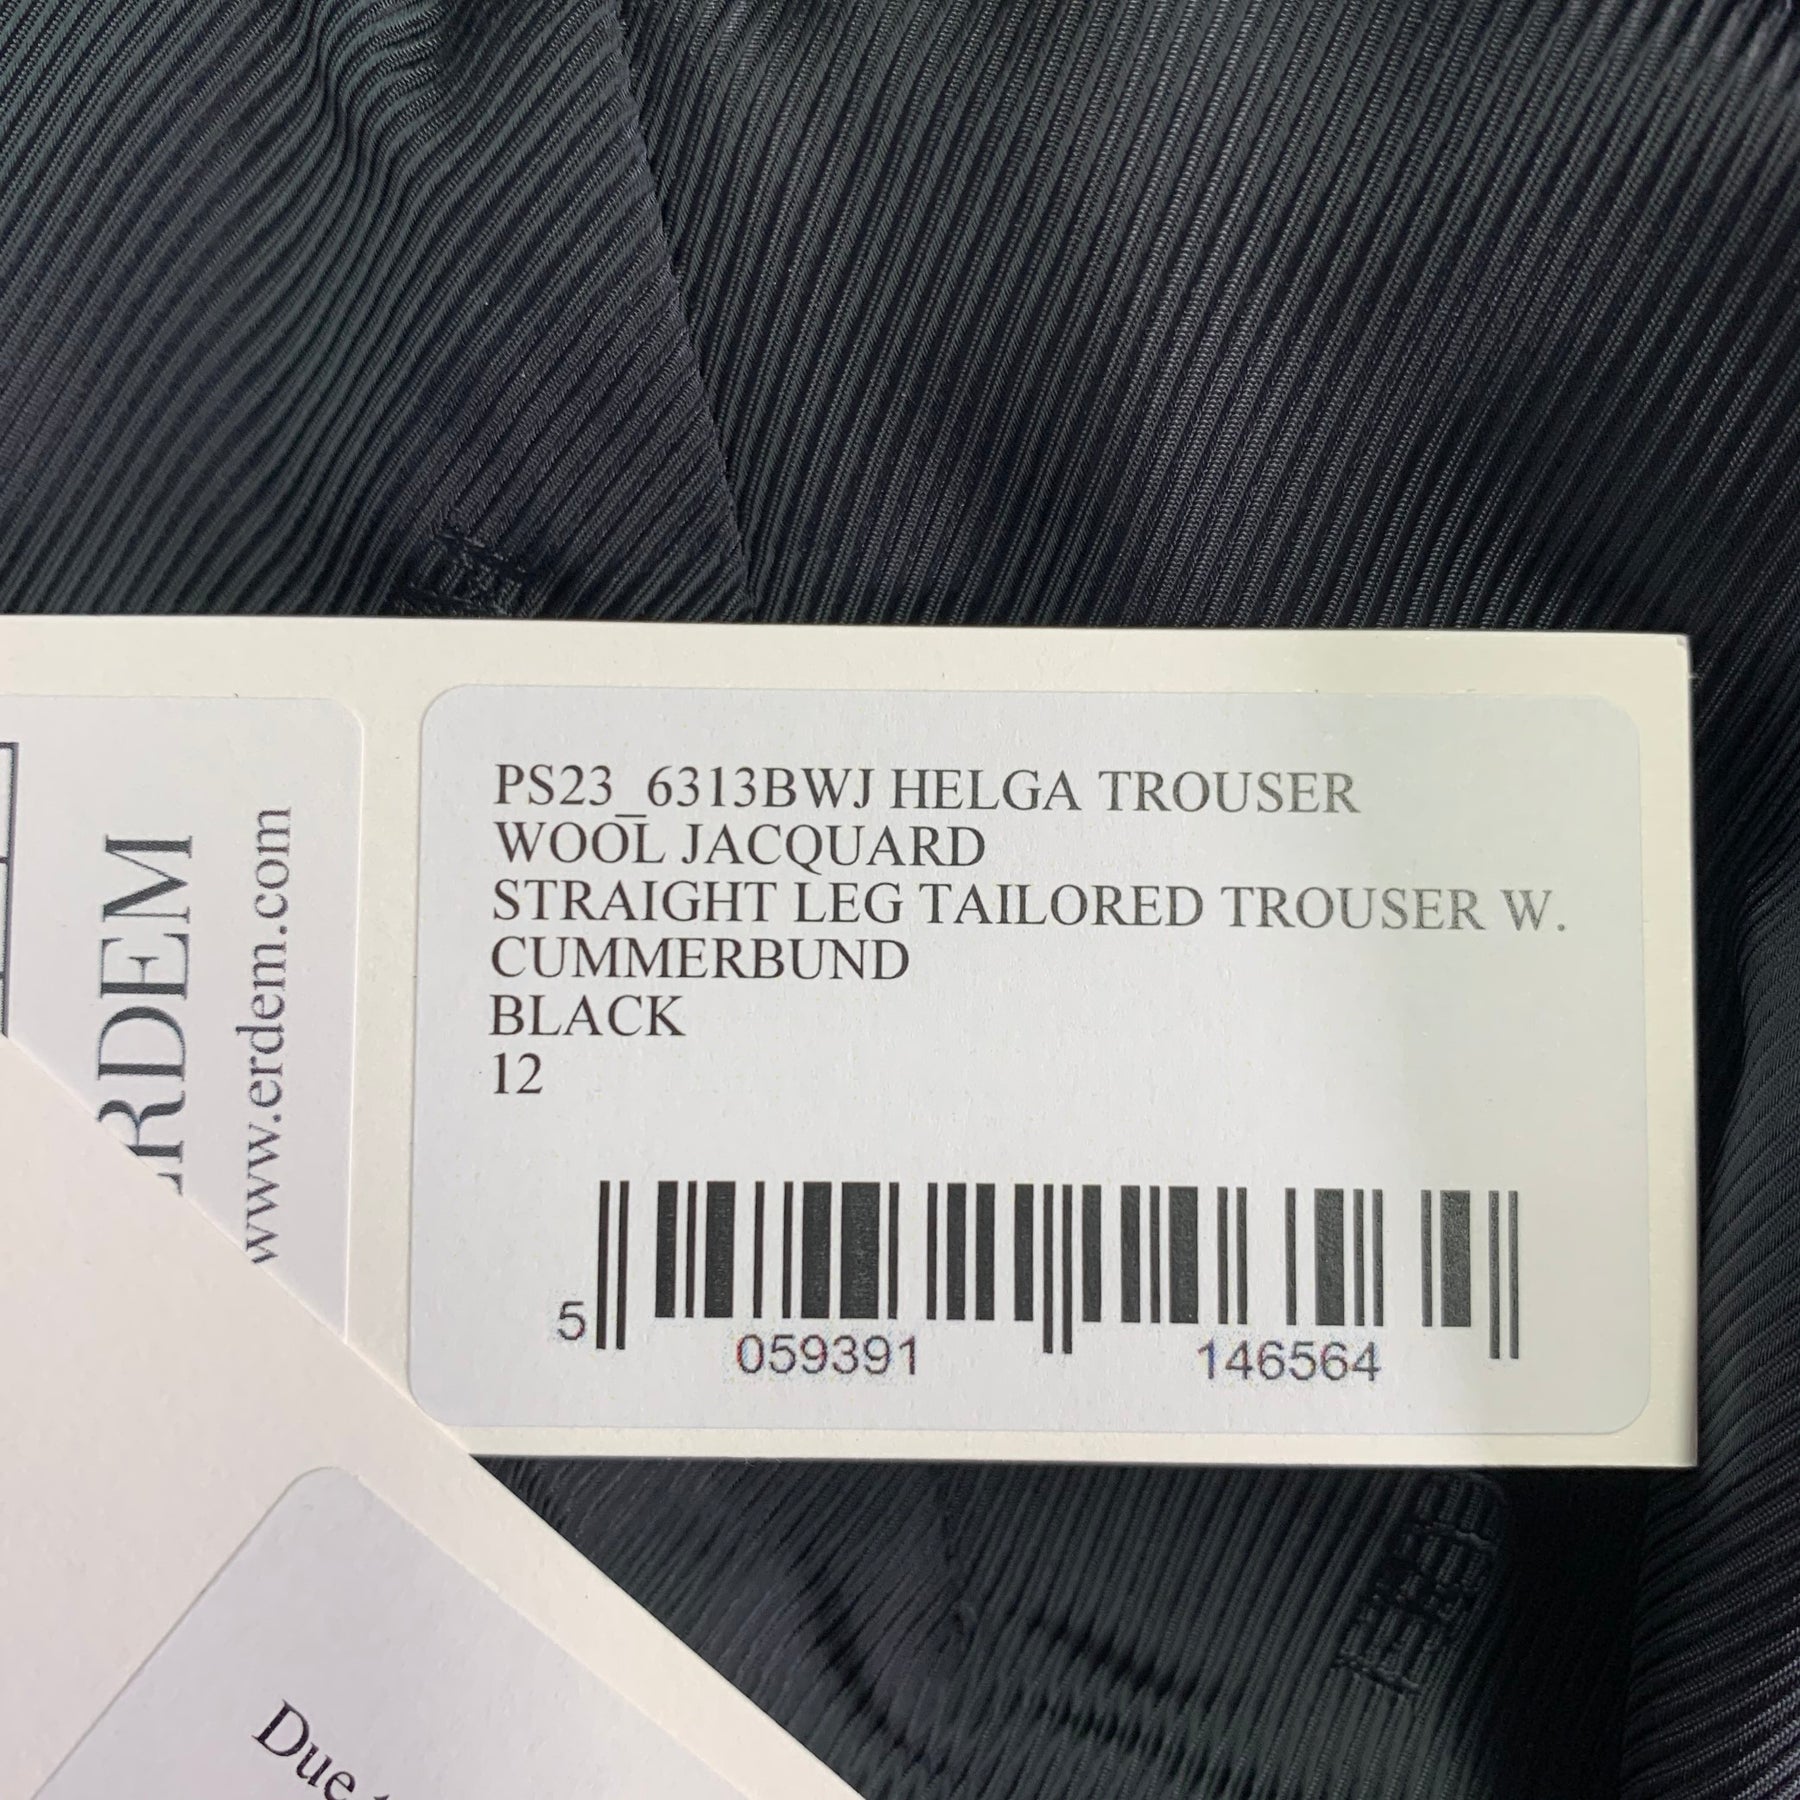 PS23_6313BWJ HELGA TROUSER
WOOL JACQUARD
STRAIGHT LEG TAILORED TROUSER W.
CUMMERBUND
BLACK
12
5 059391 146564
RDEM
www.erdem.com
Due